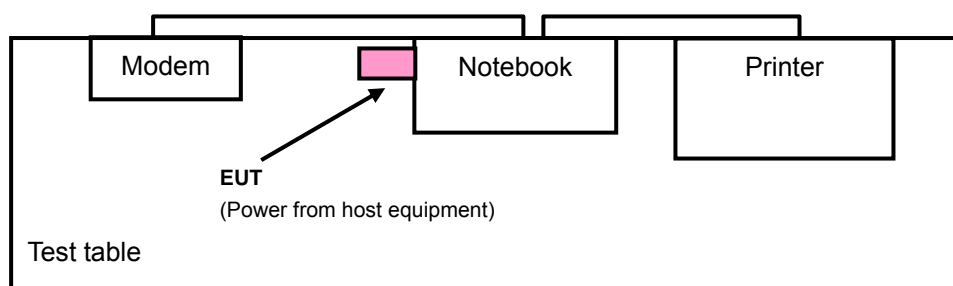 Modem
Notebook
Printer
EUT
(Power from host equipment)
Test table